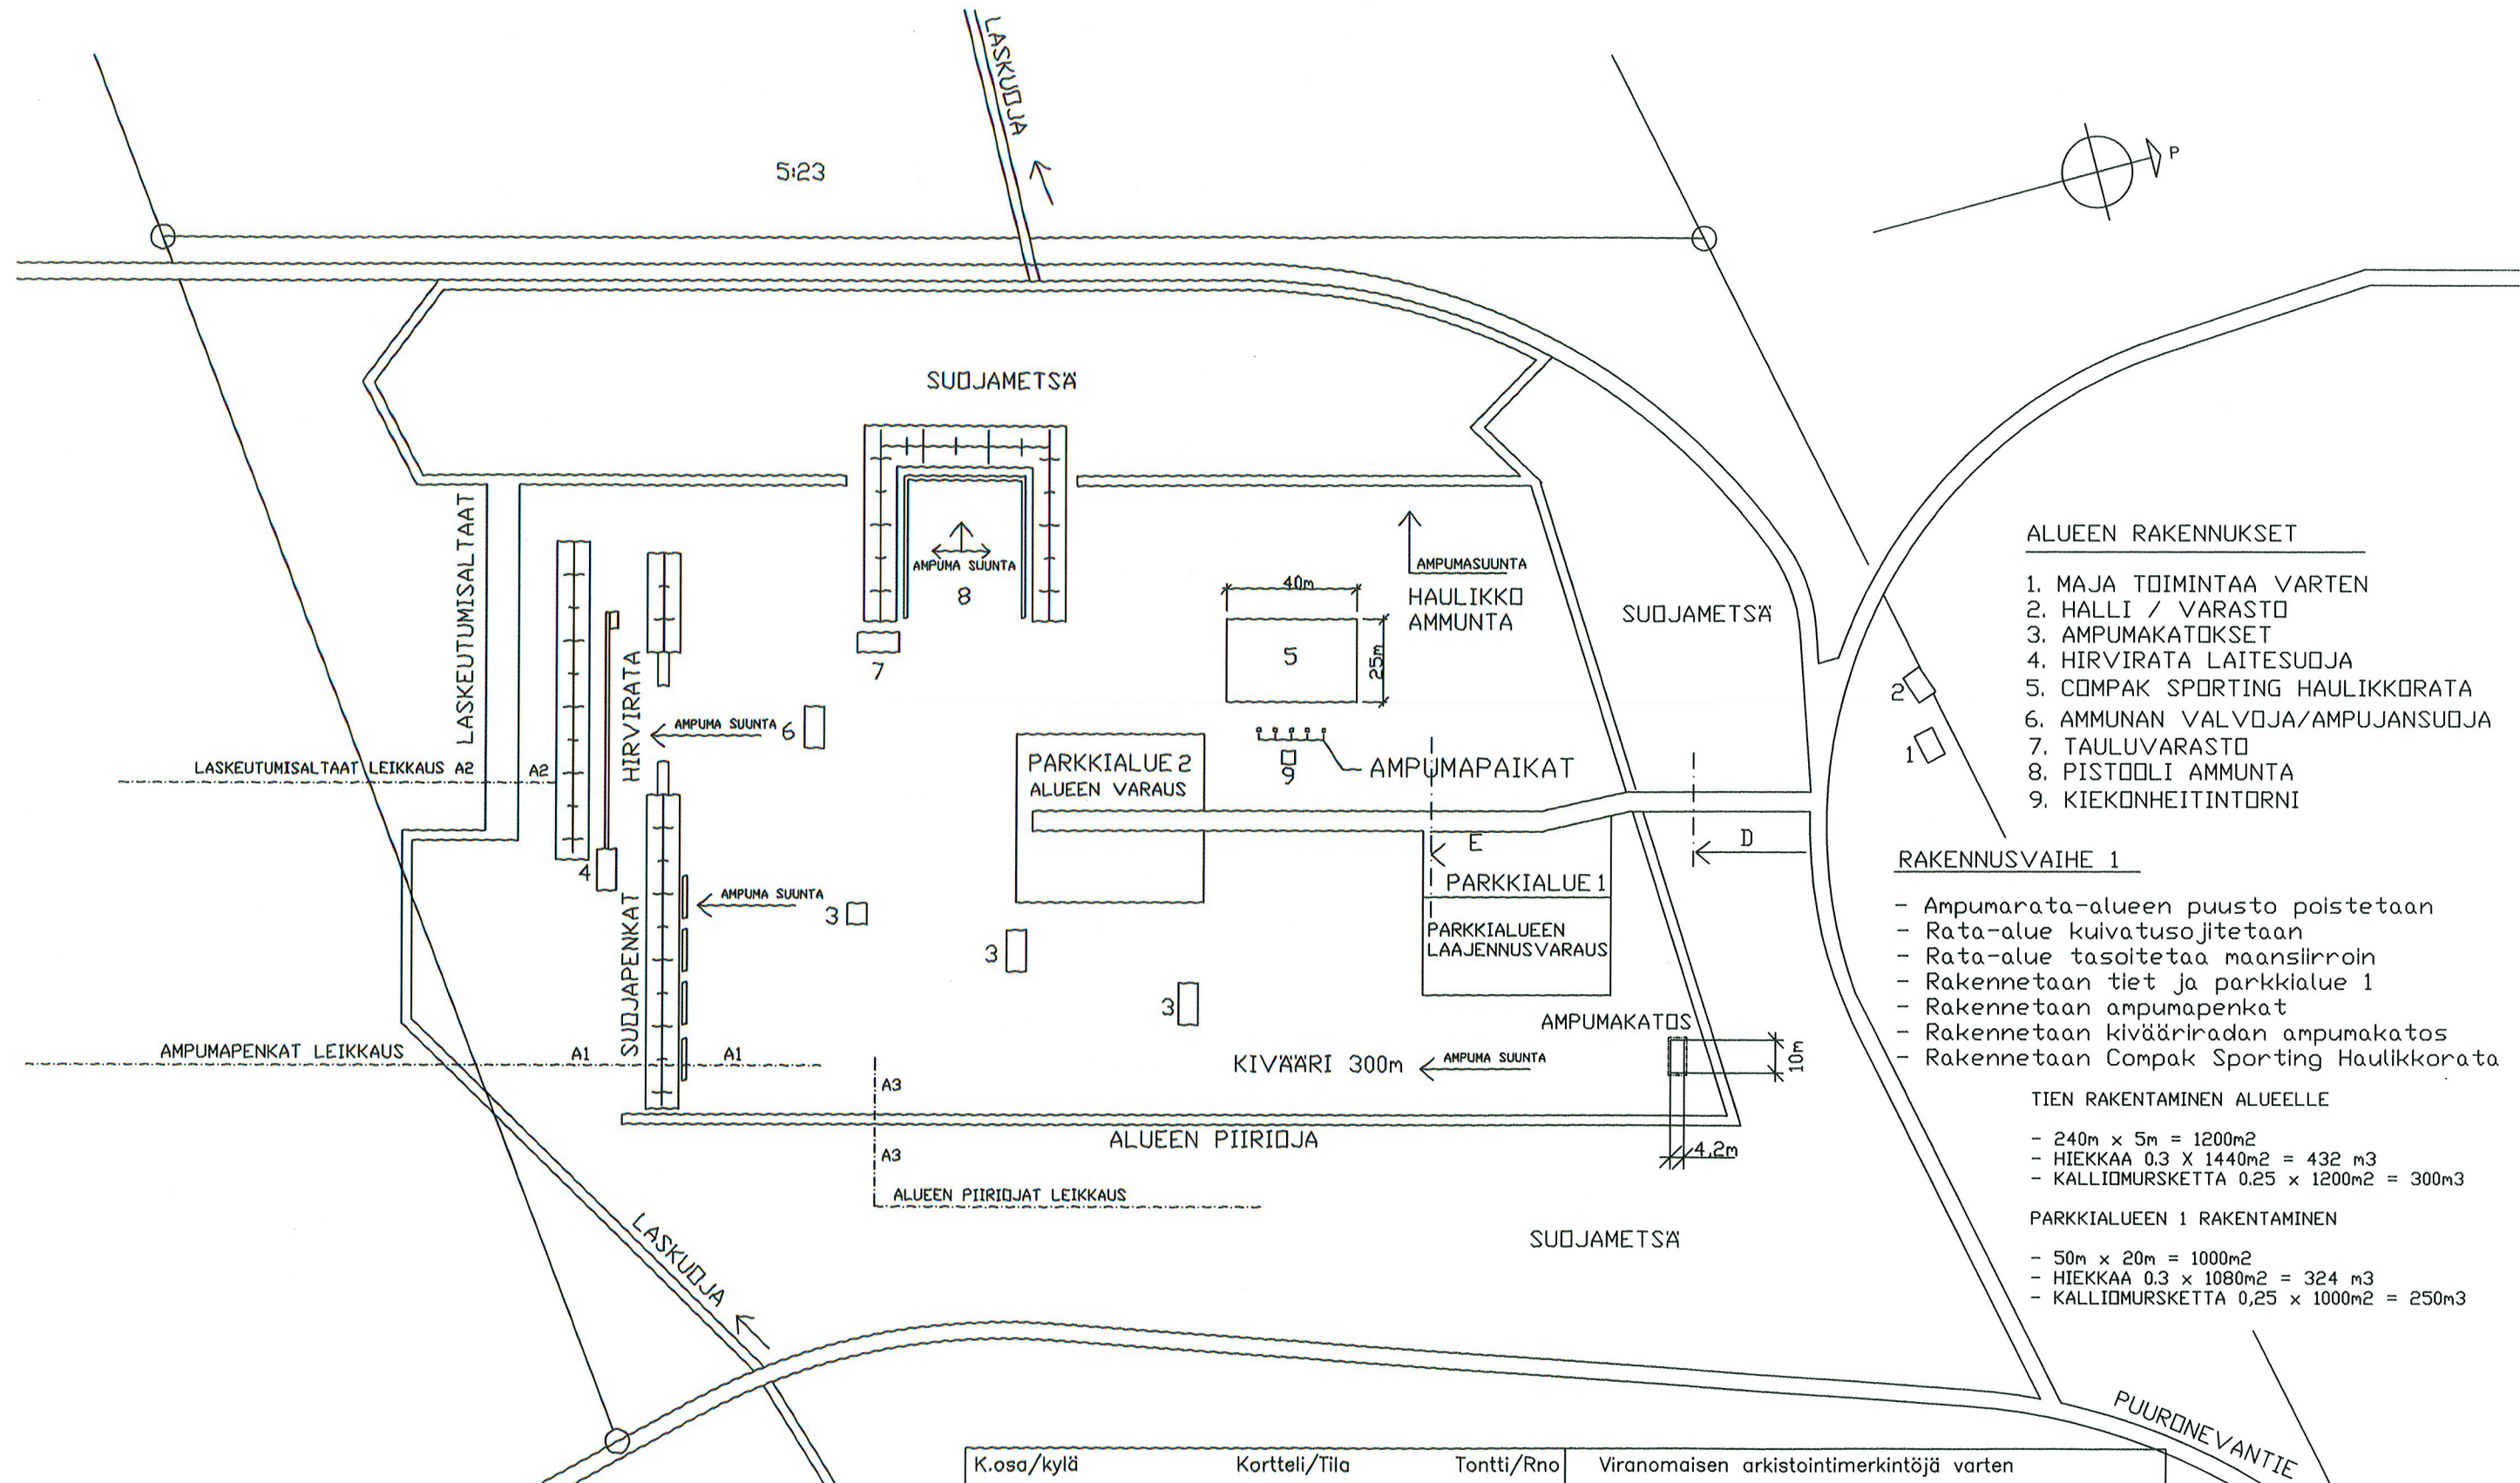 LASKUOJA
5:23
P
SUOJAMETSÄ
LASKEUTUMISALTAAT
AMPUMA SUUNTA
8
7
HIRVIRATA
AMPUMA SUUNTA 6
40m
25m
5
AMPUMASUUNTA
HAULIKKO
AMMUNTA
SUOJAMETSÄ
9
AMPUMAPAIKAT
PARKKIALUE 2
ALUEEN VARAUS
LASKEUTUMISALTAAT LEIKKAUS A2
A2
4
E
D
PARKKIALUE 1
PARKKIALUEEN
LAAJENNUSVARAUS
SUOJAPENKAT
AMPUMA SUUNTA
3
3
3
AMPUMAKATOS
KIVÄÄRI 300m
AMPUMA SUUNTA
10m
4,2m
AMPUMAPENKAT LEIKKAUS
A1
A1
A3
A3
ALUEEN PIIRIOJA
ALUEEN PIIRIOJAT LEIKKAUS
LASKUOJA
SUOJAMETSÄ
2
1
ALUEEN RAKENNUKSET
1. MAJA TOIMINTAA VARTEN
2. HALLI / VARASTO
3. AMPUMAKATOKSET
4. HIRVIRATA LAITESUOJA
5. COMPAK SPORTING HAULIKKORATA
6. AMMUNAN VALVOJA/AMPUJANSUOJA
7. TAULUVARASTO
8. PISTOOLI AMMUNTA
9. KIEKONHEITINTORNI
RAKENNUSVAIHE 1
- Ampumarata-alueen puusto poistetaan
- Rata-alue kuivatusojitetaan
- Rata-alue tasoitetaa maansiirroin
- Rakennetaan tiet ja parkkialue 1
- Rakennetaan ampumapenkat
- Rakennetaan kivääriradan ampumakatos
- Rakennetaan Compak Sporting Haulikkorata
TIEN RAKENTAMINEN ALUEELLE
- 240m x 5m = 1200m2
- HIEKKAA 0.3 X 1440m2 = 432 m3
- KALLIOMURSKETTA 0.25 x 1200m2 = 300m3
PARKKIALUEEN 1 RAKENTAMINEN
- 50m x 20m = 1000m2
- HIEKKAA 0.3 x 1080m2 = 324 m3
- KALLIOMURSKETTA 0,25 x 1000m2 = 250m3
PUURONEVANTIE
K.osa/kylä Kortteli/Tila Tontti/Rno Viranomaisen arkistointimerkintöjä varten